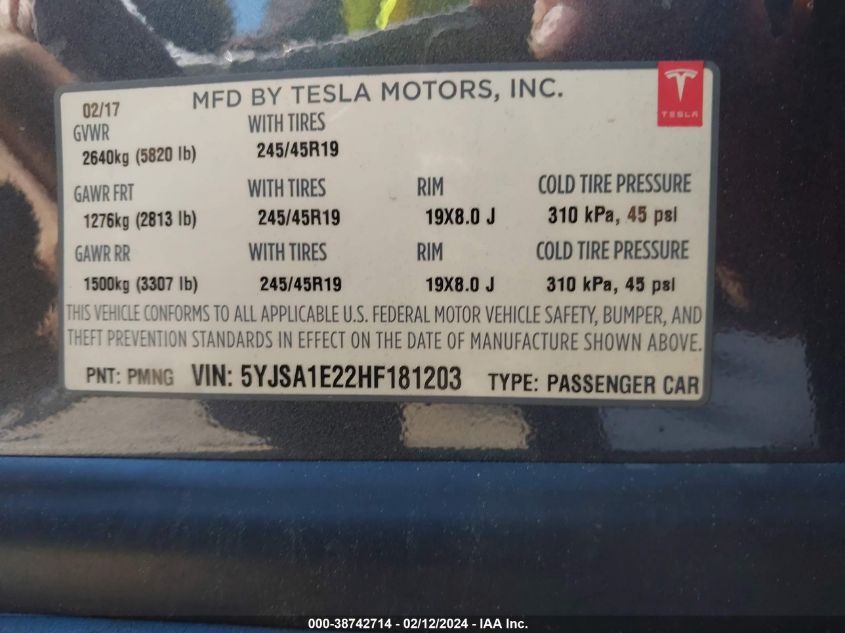 02/17 MFD BY TESLA MOTORS, INC.
TESLA
GVWR WITH TIRES
2640kg (5820 lb) 245/45R19
GAWR FRT WITH TIRES RIM COLD TIRE PRESSURE
1276kg (2813 lb) 245/45R19 19X8.0 J 310 kPa, 45 psi
GAWR RR WITH TIRES RIM COLD TIRE PRESSURE
1500kg (3307 lb) 245/45R19 19X8.0 J 310 kPa, 45 psi
THIS VEHICLE CONFORMS TO ALL APPLICABLE U.S. FEDERAL MOTOR VEHICLE SAFETY, BUMPER, AND
THEFT PREVENTION STANDARDS IN EFFECT ON THE DATE OF MANUFACTURE SHOWN ABOVE.
PNT: PMNG VIN: 5YJSA1E22HF181203 TYPE: PASSENGER CAR
000-38742714 - 02/12/2024 - IAA Inc.